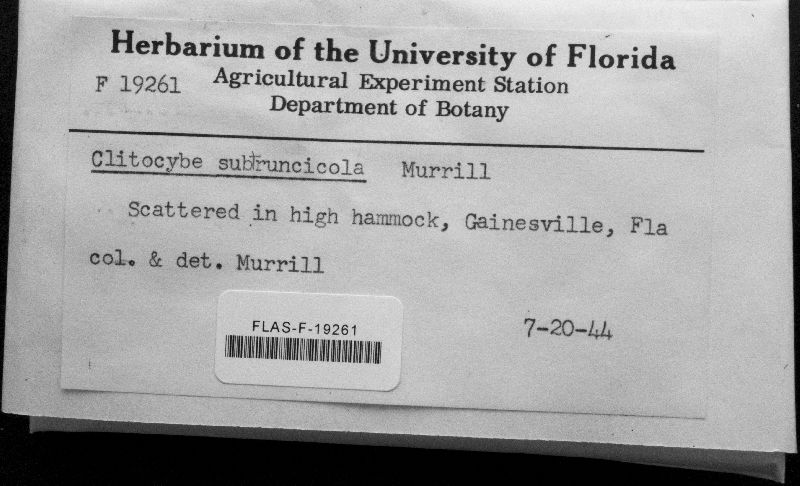 Herbarium of the University of Florida
F 19261 Agricultural Experiment Station
Department of Botany
Clitocybe subtruncicola Murrill
Scattered in high hammock, Gainesville, Fla
col. & det. Murrill
FLAS-F-19261
7-20-44